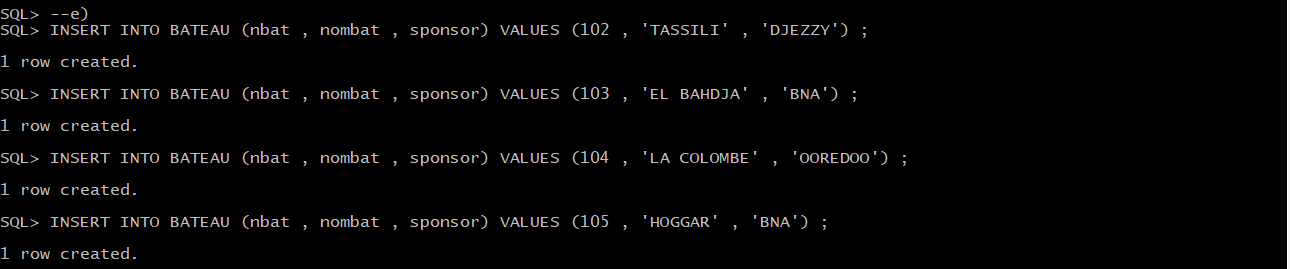 SQL> --e)
SQL> INSERT INTO BATEAU (nbat , nombat , sponsor) VALUES (102 , 'TASSILI' , 'DJEZZY') ;
1 row created.
SQL> INSERT INTO BATEAU (nbat , nombat , sponsor) VALUES (103 , 'EL BAHDJA' , 'BNA') ;
1 row created.
SQL> INSERT INTO BATEAU (nbat , nombat , sponsor) VALUES (104 , 'LA COLOMBE' , 'OOREDOO') ;
1 row created.
SQL> INSERT INTO BATEAU (nbat , nombat , sponsor) VALUES (105 , 'HOGGAR' , 'BNA') ;
1 row created.